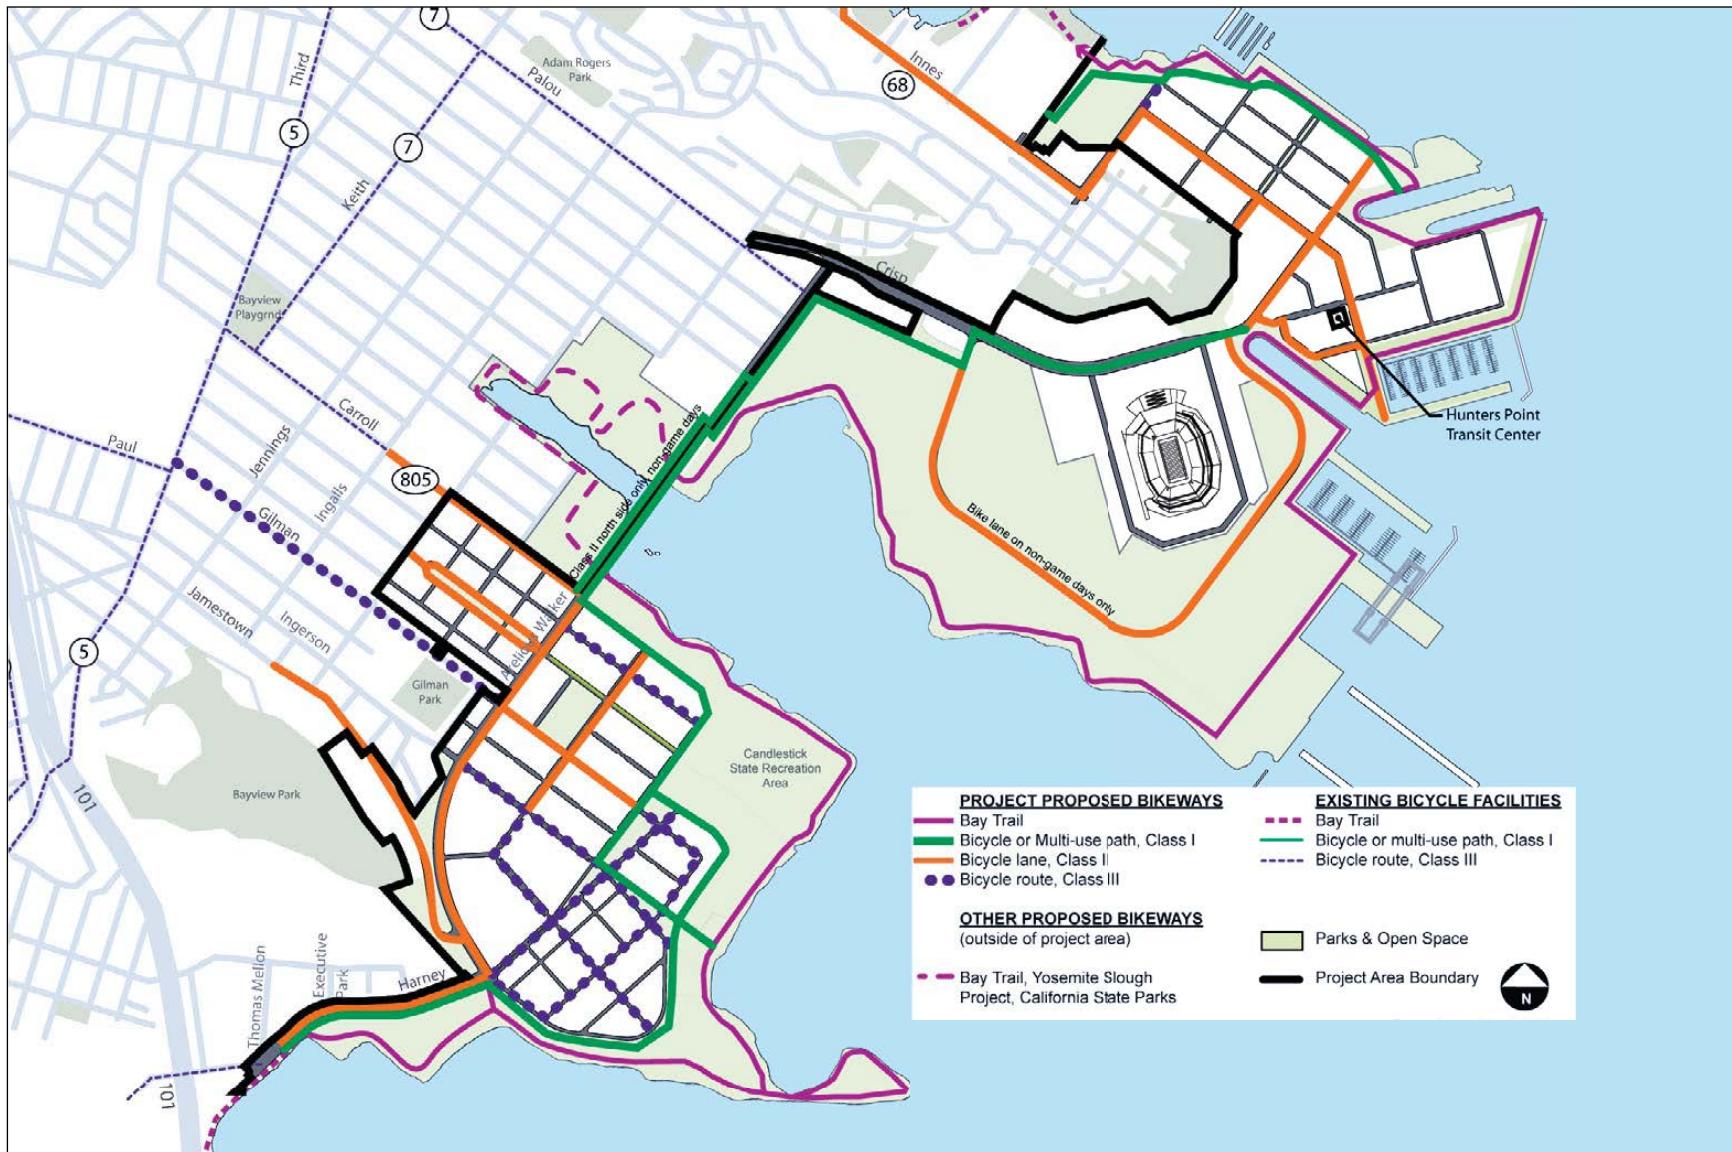 7
Third
Adam Rogers
Park
Palou
Innes
68
5
7
Keith
Crisp
Bayview
Playgrnd
Hunters Point
Transit Center
Carroll
Paul
Jennings
805
Ingalls
Gilman
Class II north side only, non-game days
Bike lane on non-game days only
Jamestown
Ingerson
Arelious Walker
5
Gilman
Park
Candlestick
State Recreation
Area
Bayview Park
101
Thomas Mellon
Executive
Park
Harney
101
PROJECT PROPOSED BIKEWAYS
Bay Trail
Bicycle or Multi-use path, Class I
Bicycle lane, Class II
Bicycle route, Class III
OTHER PROPOSED BIKEWAYS
(outside of project area)
Bay Trail, Yosemite Slough
Project, California State Parks
EXISTING BICYCLE FACILITIES
Bay Trail
Bicycle or multi-use path, Class I
Bicycle route, Class III
Parks & Open Space
Project Area Boundary
N